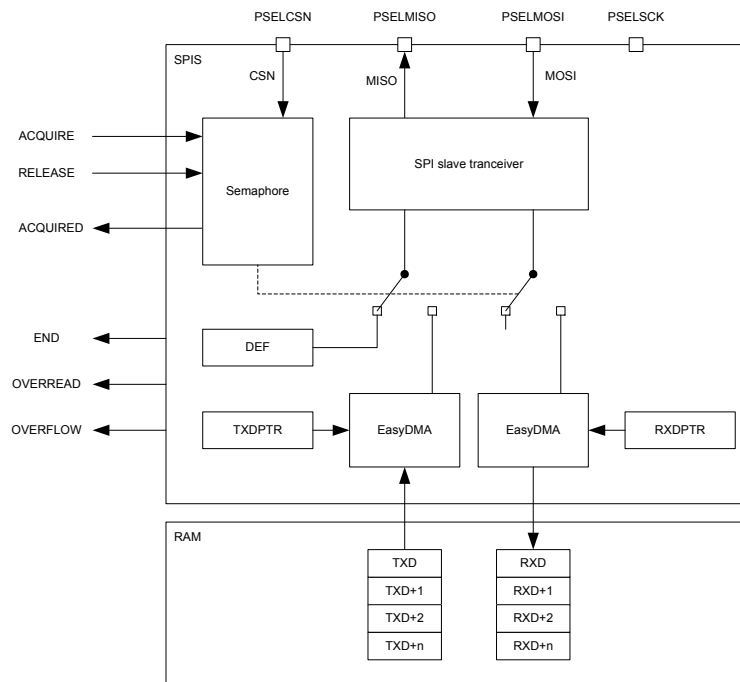 PSELCSN PSELMISO PSELMOSI PSELSCK
SPIS
CSN MISO MOSI
ACQUIRE
RELEASE
ACQUIRED
Semaphore
SPI slave tranceiver
END
OVERREAD
OVERFLOW
DEF
TXDPTR EasyDMA EasyDMA RXDPTR
RAM
TXD RXD
TXD+1 RXD+1
TXD+2 RXD+2
TXD+n RXD+n